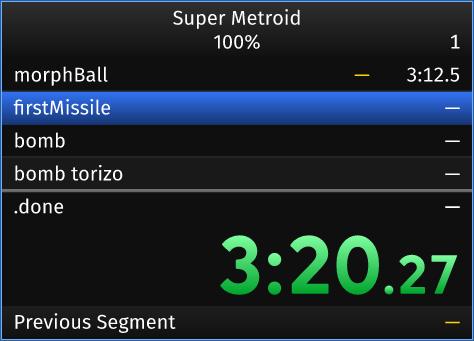 Super Metroid
100% 1
morphBall — 3:12.5
firstMissile —
bomb —
bomb torizo —
.done —
3:20.27
Previous Segment —